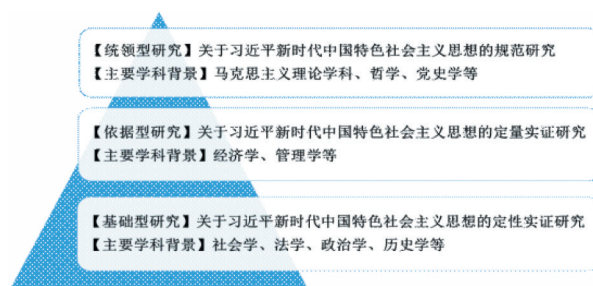 【统领型研究】关于习近平新时代中国特色社会主义思想的规范研究
【主要学科背景】马克思主义理论学科、哲学、党史学等
【依据型研究】关于习近平新时代中国特色社会主义思想的定量实证研究
【主要学科背景】经济学、管理学等
【基础型研究】关于习近平新时代中国特色社会主义思想的定性实证研究
【主要学科背景】社会学、法学、政治学、历史学等